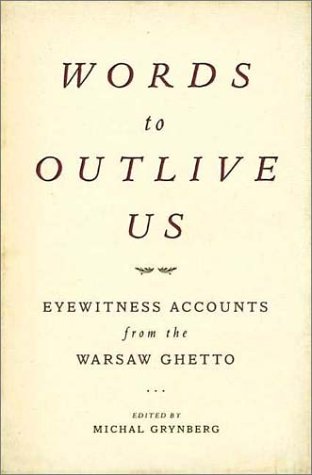 WORDS
to
OUTLIVE
US
EYEWITNESS ACCOUNTS
from the
WARSAW GHETTO
...
EDITED BY
MICHAL GRYNBERG